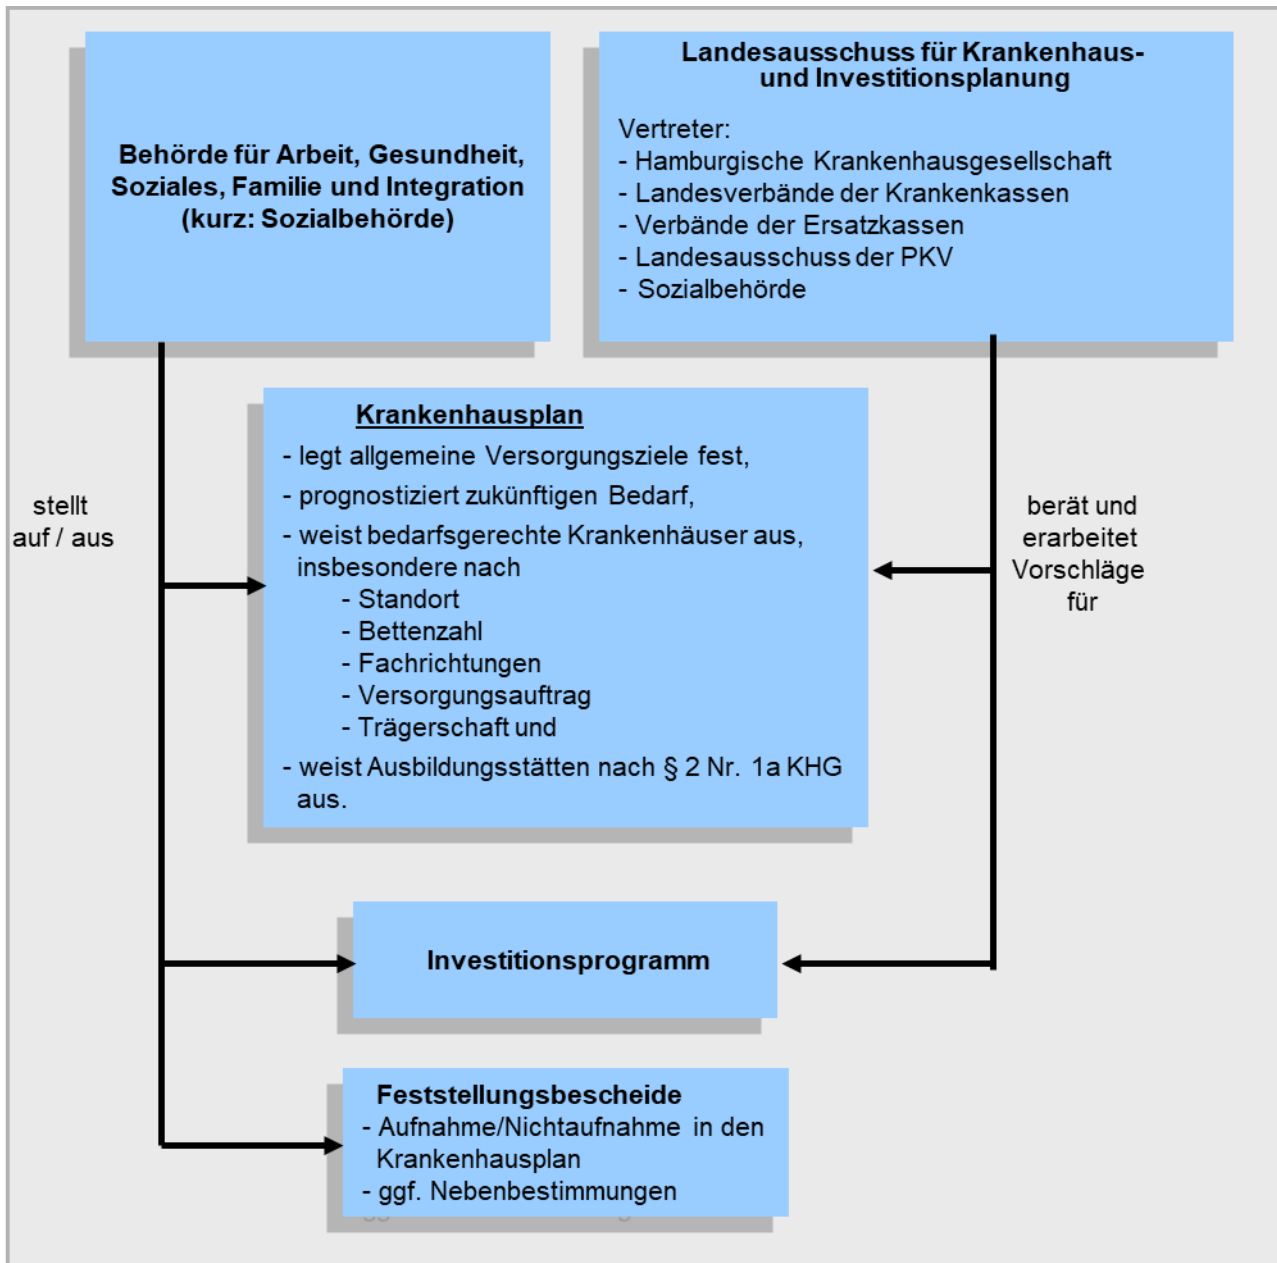 Behörde für Arbeit, Gesundheit,
Soziales, Familie und Integration
(kurz: Sozialbehörde)
Landesausschuss für Krankenhaus-
und Investitionsplanung
Vertreter:
- Hamburgische Krankenhausgesellschaft
- Landesverbände der Krankenkassen
- Verbände der Ersatzkassen
- Landesausschuss der PKV
- Sozialbehörde
stellt
auf / aus
Krankenhausplan
- legt allgemeine Versorgungsziele fest,
- prognostiziert zukünftigen Bedarf,
- weist bedarfsgerechte Krankenhäuser aus,
insbesondere nach
- Standort
- Bettenzahl
- Fachrichtungen
- Versorgungsauftrag
- Trägerschaft und
- weist Ausbildungsstätten nach § 2 Nr. 1a KHG
aus.
berät und
erarbeitet
Vorschläge
für
Investitionsprogramm
Feststellungsbescheide
- Aufnahme/Nichtaufnahme in den
Krankenhausplan
- ggf. Nebenbestimmungen